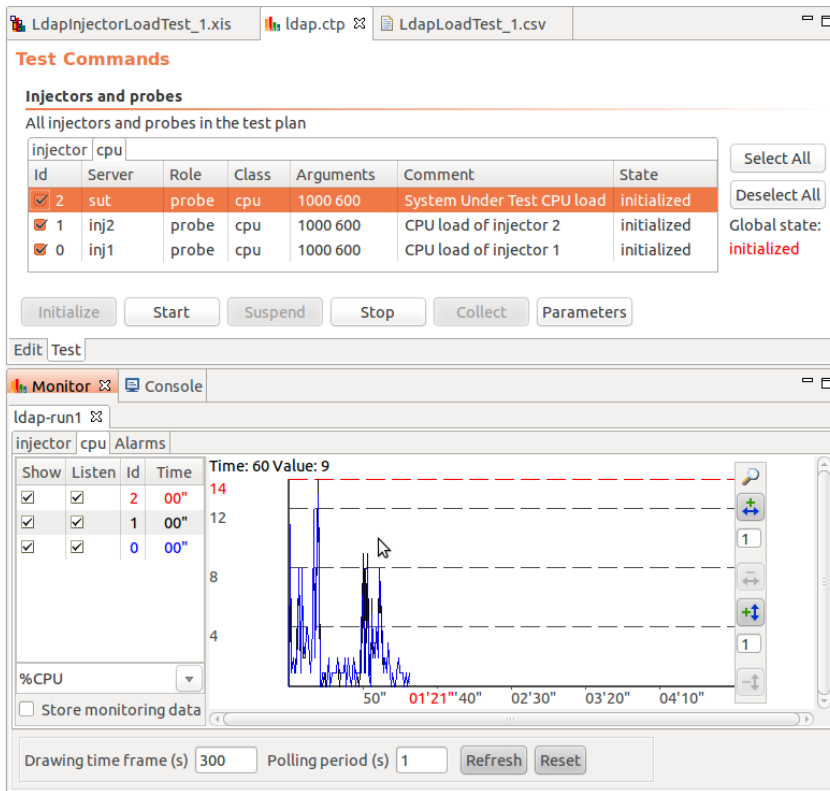 LdapInjectorLoadTest_1.xis ldap.ctp LdapLoadTest_1.csv
Test Commands
Injectors and probes
All injectors and probes in the test plan
injector cpu
Id Server Role Class Arguments Comment State
2 sut probe cpu 1000 600 System Under Test CPU load initialized
1 inj2 probe cpu 1000 600 CPU load of injector 2 initialized
0 inj1 probe cpu 1000 600 CPU load of injector 1 initialized
Select All
Deselect All
Global state:
initialized
Initialize Start Suspend Stop Collect Parameters
Edit Test
Monitor Console
ldap-run1
injector cpu Alarms
Show Listen Id Time
2 00"
1 00"
0 00"
%CPU
Store monitoring data
Time: 60 Value: 9
14
12
8
4
50" 01'21" 40" 02'30" 03'20" 04'10"
1
1
Drawing time frame (s) 300 Polling period (s) 1 Refresh Reset